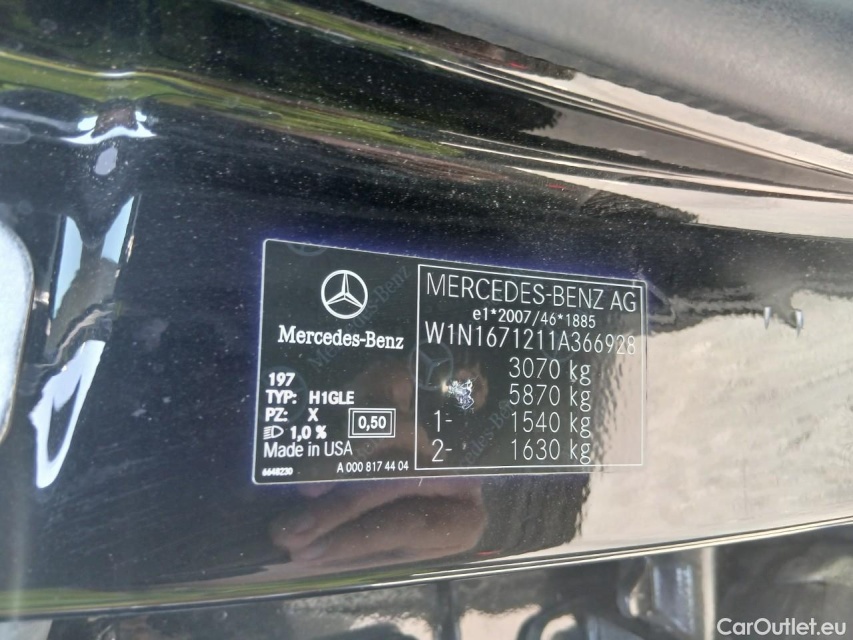 Mercedes-Benz
197
TYP: H1GLE
PZ: X
0,50
1,0 %
Made in USA
6648230
A 000 817 44 04
MERCEDES-BENZ AG
e1*2007/46*1885
W1N1671211A366928
3070 kg
5870 kg
1- 1540 kg
2- 1630 kg
CarOutlet.eu